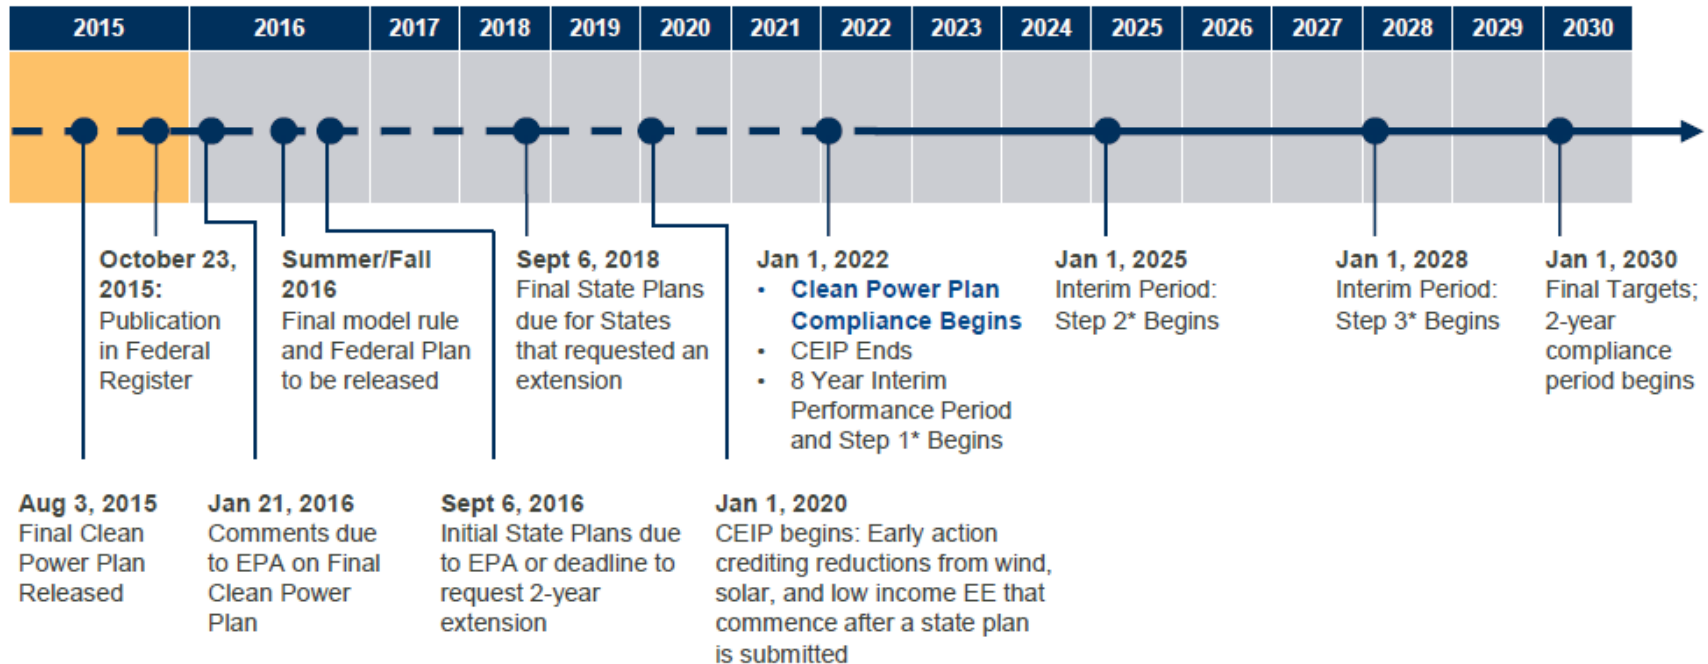 2015 2016 2017 2018 2019 2020 2021 2022 2023 2024 2025 2026 2027 2028 2029 2030
October 23,
2015:
Publication
in Federal
Register
Summer/Fall
2016
Final model rule
and Federal Plan
to be released
Sept 6, 2018
Final State Plans
due for States
that requested an
extension
Jan 1, 2022
• Clean Power Plan
Compliance Begins
• CEIP Ends
• 8 Year Interim
Performance Period
and Step 1* Begins
Jan 1, 2025
Interim Period:
Step 2* Begins
Jan 1, 2028
Interim Period:
Step 3* Begins
Jan 1, 2030
Final Targets;
2-year
compliance
period begins
Aug 3, 2015
Final Clean
Power Plan
Released
Jan 21, 2016
Comments due
to EPA on Final
Clean Power
Plan
Sept 6, 2016
Initial State Plans due
to EPA or deadline to
request 2-year
extension
Jan 1, 2020
CEIP begins: Early action
crediting reductions from wind,
solar, and low income EE that
commence after a state plan
is submitted